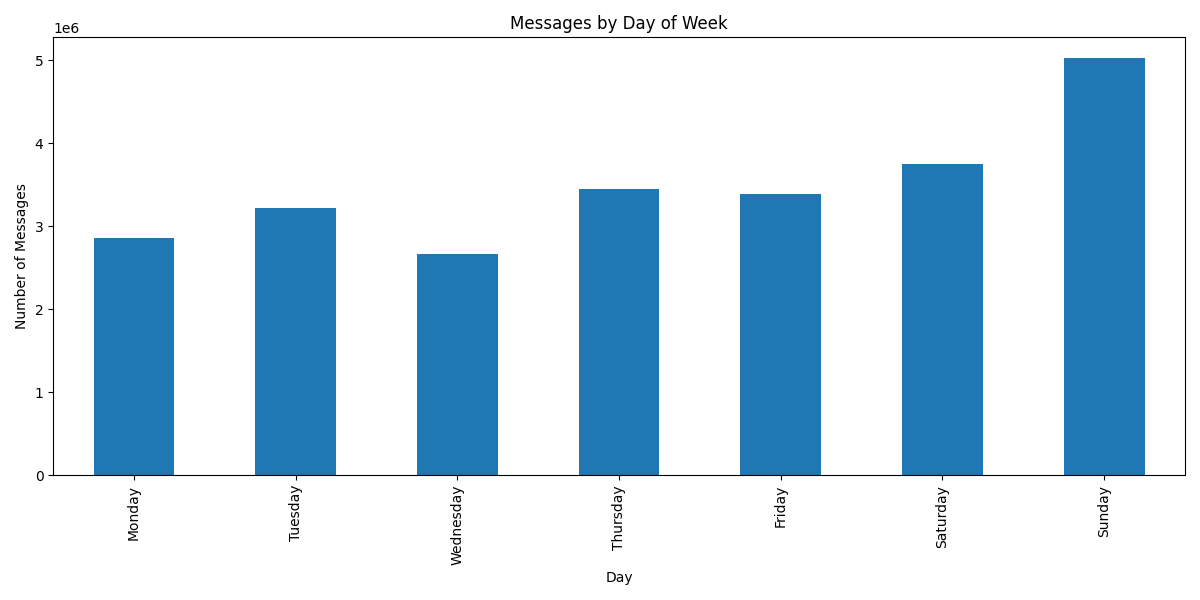 Messages by Day of Week
1e6
5
4
3
2
1
0
Number of Messages
Monday
Tuesday
Wednesday
Thursday
Friday
Saturday
Sunday
Day